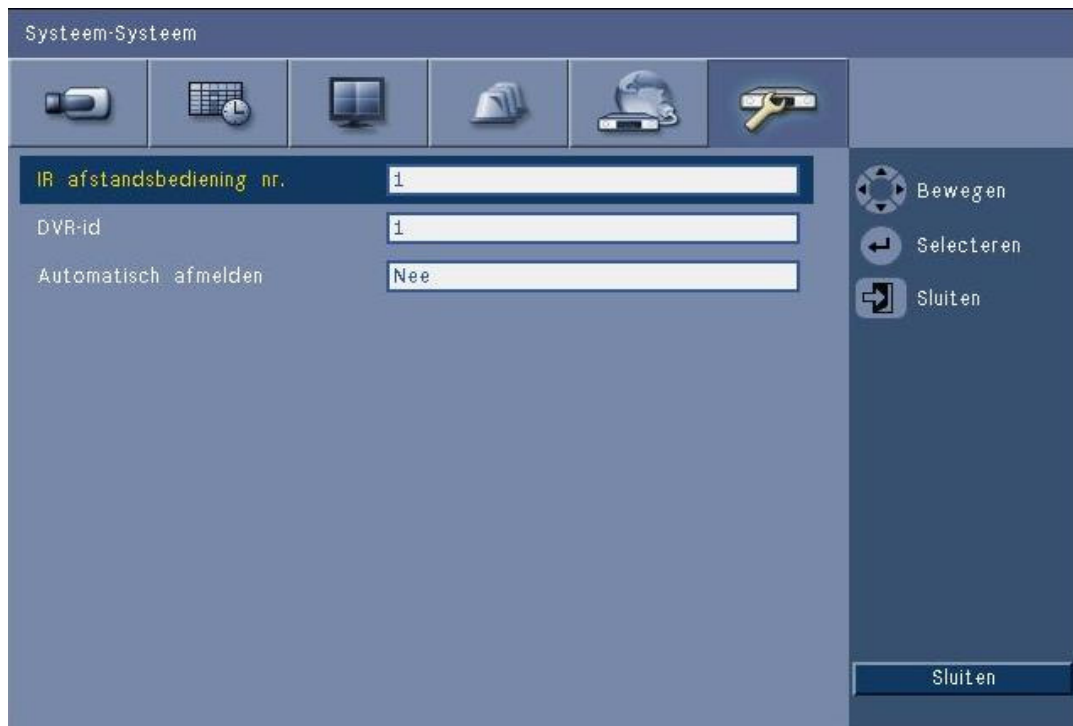 Systeem-Systeem
IR afstandsbediening nr. 1
DVR-id 1
Automatisch afmelden Nee
Bewegen
Selecteren
Sluiten
Sluiten